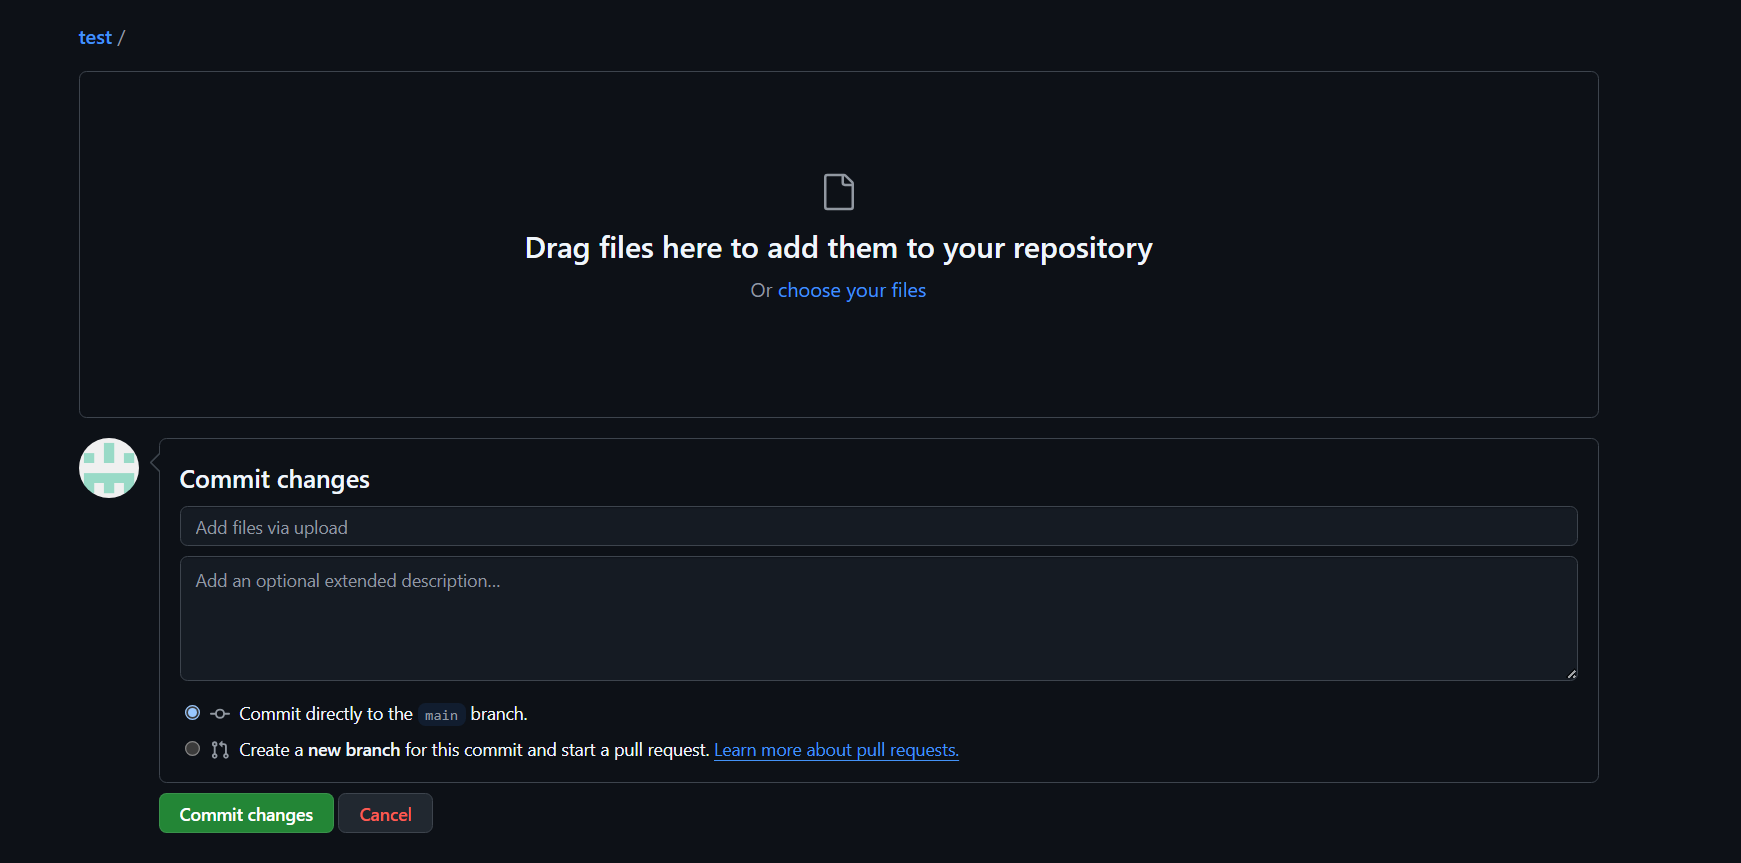 test /
Drag files here to add them to your repository
Or choose your files
Commit changes
Add files via upload
Add an optional extended description...
Commit directly to the main branch.
Create a new branch for this commit and start a pull request. Learn more about pull requests.
Commit changes Cancel